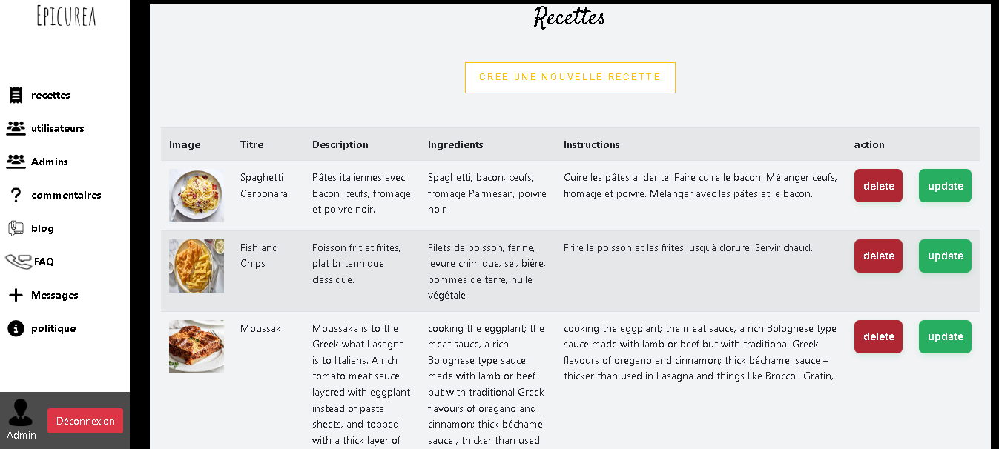 EPICUREA
recettes
utilisateurs
Admins
commentaires
blog
FAQ
Messages
politique
Admin
Déconnexion
Recettes
CREE UNE NOUVELLE RECETTE
Image Titre Description Ingredients Instructions action
Spaghetti
Carbonara
Pâtes italiennes avec
bacon, œufs, fromage
et poivre noir.
Spaghetti, bacon, œufs,
fromage Parmesan, poivre
noir
Cuire les pâtes al dente. Faire cuire le bacon. Mélanger œufs,
fromage et poivre. Mélanger avec les pâtes et le bacon.
delete update
Fish and
Chips
Poisson frit et frites,
plat britannique
classique.
Filets de poisson, farine,
levure chimique, sel, bière,
pommes de terre, huile
végétale
Frire le poisson et les frites jusquà dorure. Servir chaud.
delete update
Moussak
Moussaka is to the
Greek what Lasagna
is to Italians. A rich
tomato meat sauce
layered with eggplant
instead of pasta
sheets, and topped
with a thick layer of
cooking the eggplant; the
meat sauce, a rich
Bolognese type sauce
made with lamb or beef
but with traditional Greek
flavours of oregano and
cinnamon; thick béchamel
sauce , thicker than used
cooking the eggplant; the meat sauce, a rich Bolognese type
sauce made with lamb or beef but with traditional Greek
flavours of oregano and cinnamon; thick béchamel sauce –
thicker than used in Lasagna and things like Broccoli Gratin,
delete update